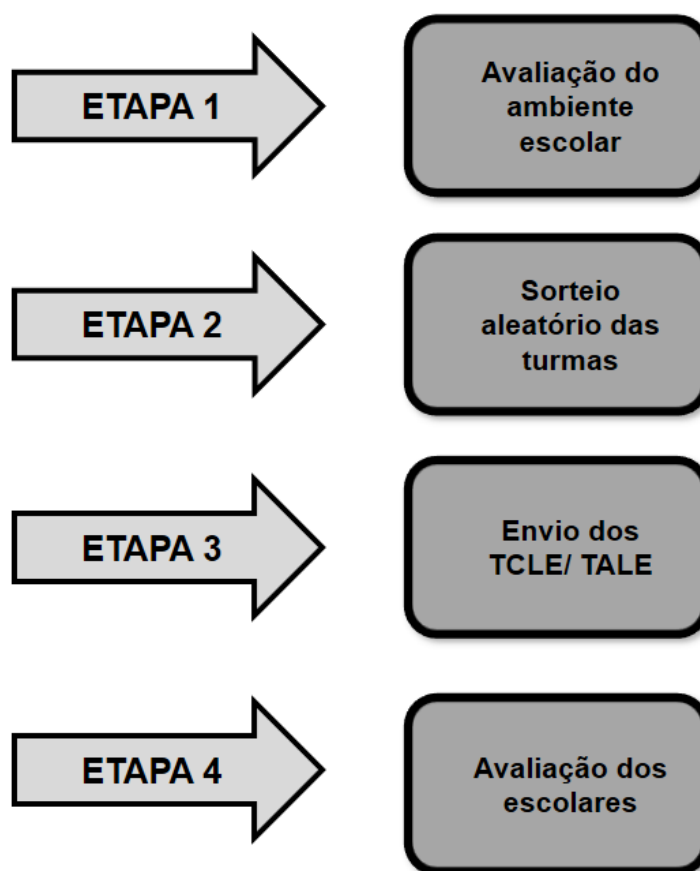 ETAPA 1
Avaliação do
ambiente
escolar
ETAPA 2
Sorteio
aleatório das
turmas
ETAPA 3
Envio dos
TCLE/ TALE
ETAPA 4
Avaliação dos
escolares